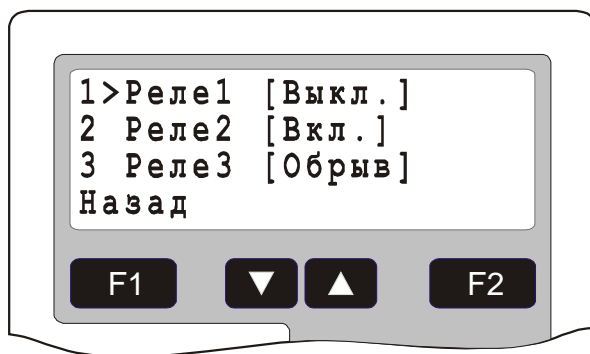 1>Реле1 [Выкл.]
2 Реле2 [Вкл.]
3 Реле3 [Обрыв]
Назад
F1 ▼ ▲ F2